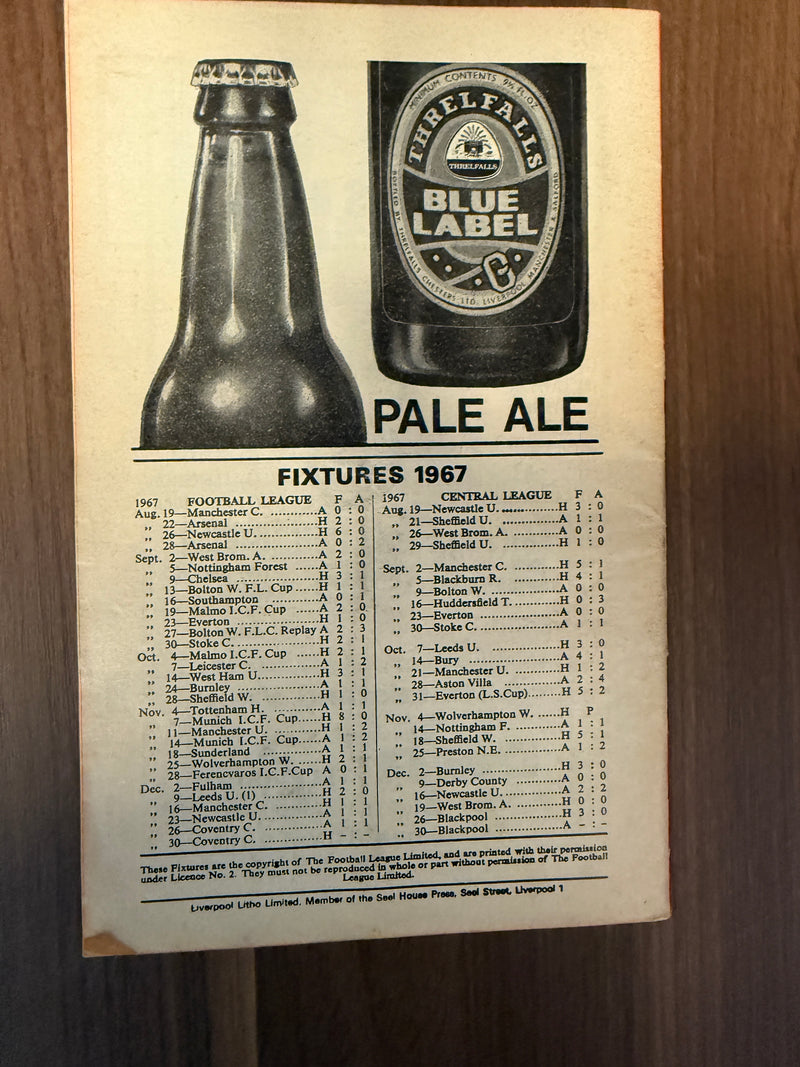 MINIMUM CONTENTS 9⅔ FL.OZ.
THRELFALLS
THRELFALLS
BLUE
LABEL
BOTTLED BY THRELFALLS CHESTERS LTD. LIVERPOOL MANCHESTER & SALFORD
PALE ALE
FIXTURES 1967
1967 FOOTBALL LEAGUE F A
Aug. 19—Manchester C. ............A 0 : 0
,, 22—Arsenal ..................H 2 : 0
,, 26—Newcastle U. ..............H 6 : 0
,, 28—Arsenal ..................A 0 : 2
Sept. 2—West Brom. A. ............A 2 : 0
,, 5—Nottingham Forest ......A 1 : 0
,, 9—Chelsea ..................H 3 : 1
,, 13—Bolton W. F.L. Cup ......H 1 : 1
,, 16—Southampton ............A 0 : 1
,, 19—Malmo I.C.F. Cup ......A 2 : 0
,, 23—Everton ..................H 1 : 0
,, 27—Bolton W. F.L.C. Replay A 2 : 3
,, 30—Stoke C. ..................H 2 : 1
Oct. 4—Malmo I.C.F. Cup ......H 2 : 1
,, 7—Leicester C. ..............A 1 : 2
,, 14—West Ham U. ............H 3 : 1
,, 24—Burnley ..................A 1 : 1
,, 28—Sheffield W. ..............H 1 : 0
Nov. 4—Tottenham H. ............A 1 : 1
,, 7—Munich I.C.F. Cup......H 8 : 0
,, 11—Manchester U. ............H 1 : 2
,, 14—Munich I.C.F. Cup......A 1 : 2
,, 18—Sunderland ..............A 1 : 1
,, 25—Wolverhampton W. ......H 2 : 1
,, 28—Ferencvaros I.C.F.Cup A 0 : 1
Dec. 2—Fulham ..................A 1 : 1
,, 9—Leeds U. (1) ..............H 2 : 0
,, 16—Manchester C. ............H 1 : 1
,, 23—Newcastle U. ..............A 1 : 1
,, 26—Coventry C. ..............A 1 : 1
,, 30—Coventry C. ..............H - : -
1967 CENTRAL LEAGUE F A
Aug. 19—Newcastle U. ..............H 3 : 0
,, 21—Sheffield U. ..............A 1 : 1
,, 26—West Brom. A. ............A 0 : 0
,, 29—Sheffield U. ..............H 1 : 0
Sept. 2—Manchester C. ............H 5 : 1
,, 5—Blackburn R. ............H 4 : 1
,, 9—Bolton W. ..................A 0 : 0
,, 16—Huddersfield T. ..........H 0 : 3
,, 23—Everton ..................A 0 : 0
,, 30—Stoke C. ..................A 1 : 1
Oct. 7—Leeds U. ..................H 3 : 0
,, 14—Bury ......................A 4 : 1
,, 21—Manchester U. ............H 1 : 2
,, 28—Aston Villa ..............A 2 : 4
,, 31—Everton (L.S.Cup)........H 5 : 2
Nov. 4—Wolverhampton W. ......H P
,, 14—Nottingham F. ............A 1 : 1
,, 18—Sheffield W. ..............H 5 : 1
,, 25—Preston N.E. ..............A 1 : 2
Dec. 2—Burnley ..................H 3 : 0
,, 9—Derby County ............A 0 : 0
,, 16—Newcastle U. ..............A 2 : 2
,, 19—West Brom. A. ............H 0 : 0
,, 26—Blackpool ..................H 3 : 0
,, 30—Blackpool ..................A - : -
These Fixtures are the copyright of The Football League Limited, and are printed with their permission
under Licence No. 2. They must not be reproduced in whole or part without permission of The Football
League Limited.
Liverpool Litho Limited, Member of the Seel House Press, Seel Street, Liverpool 1